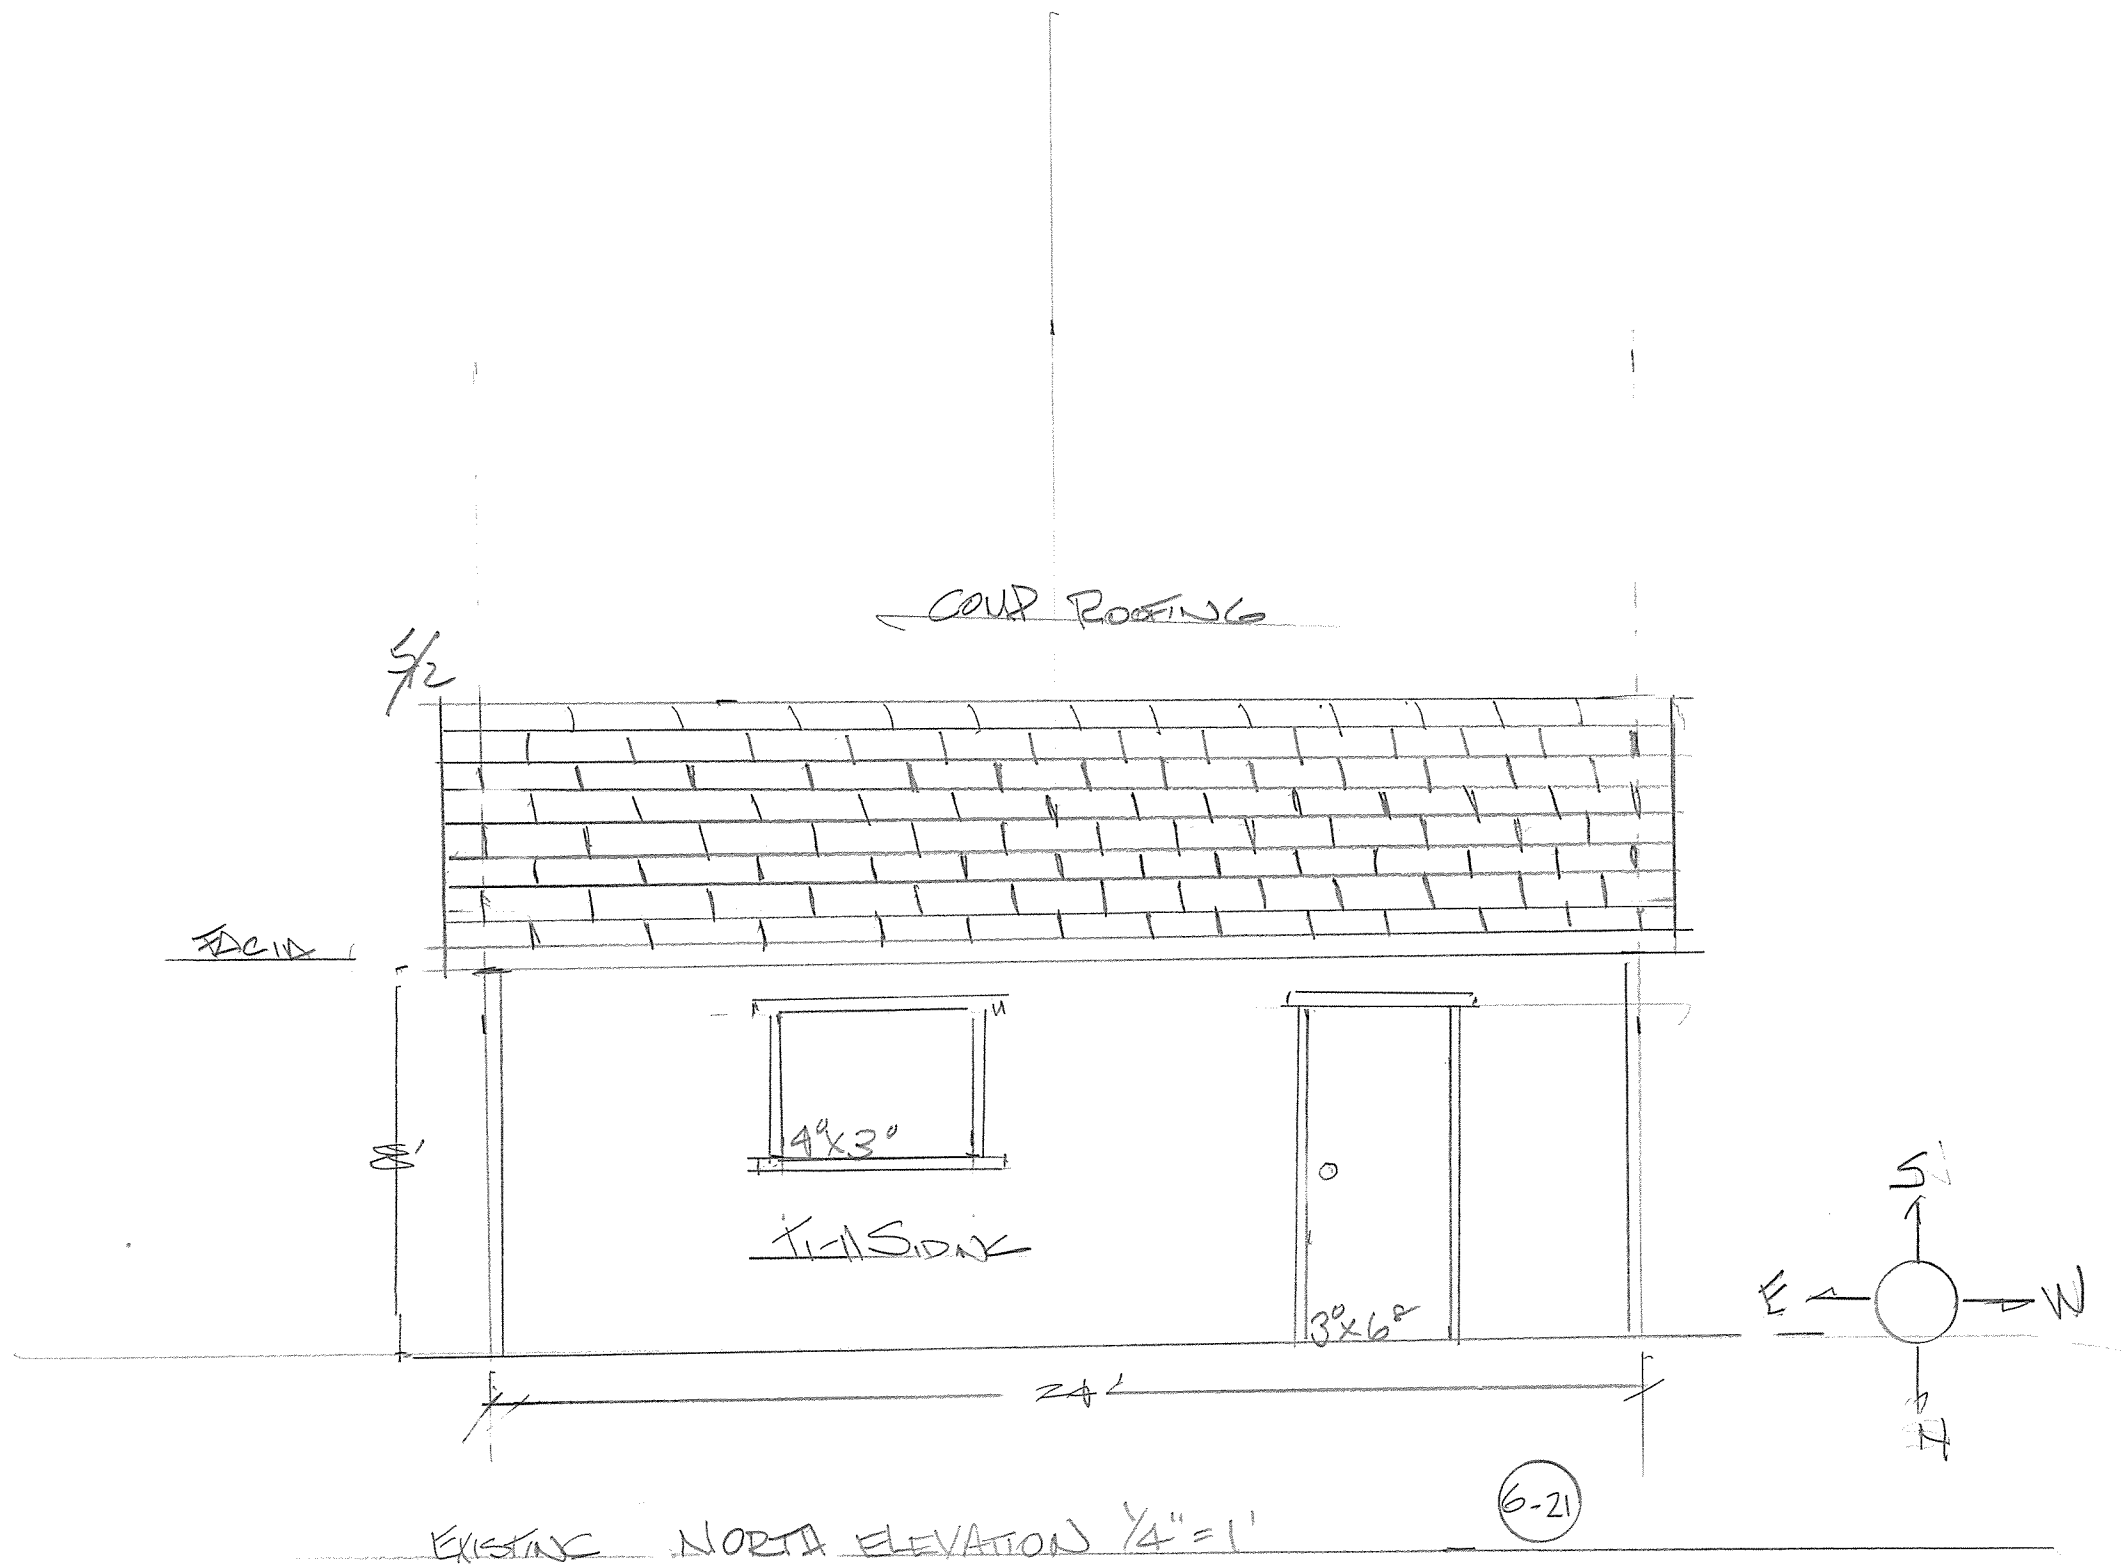 COMP ROOFING
5/12
FACIA
8'
4⁰x3⁰
T1-11 SIDING
3⁰x6⁸
24'
S
E
W
N
6-21
EXISTING NORTH ELEVATION 1/4"=1'